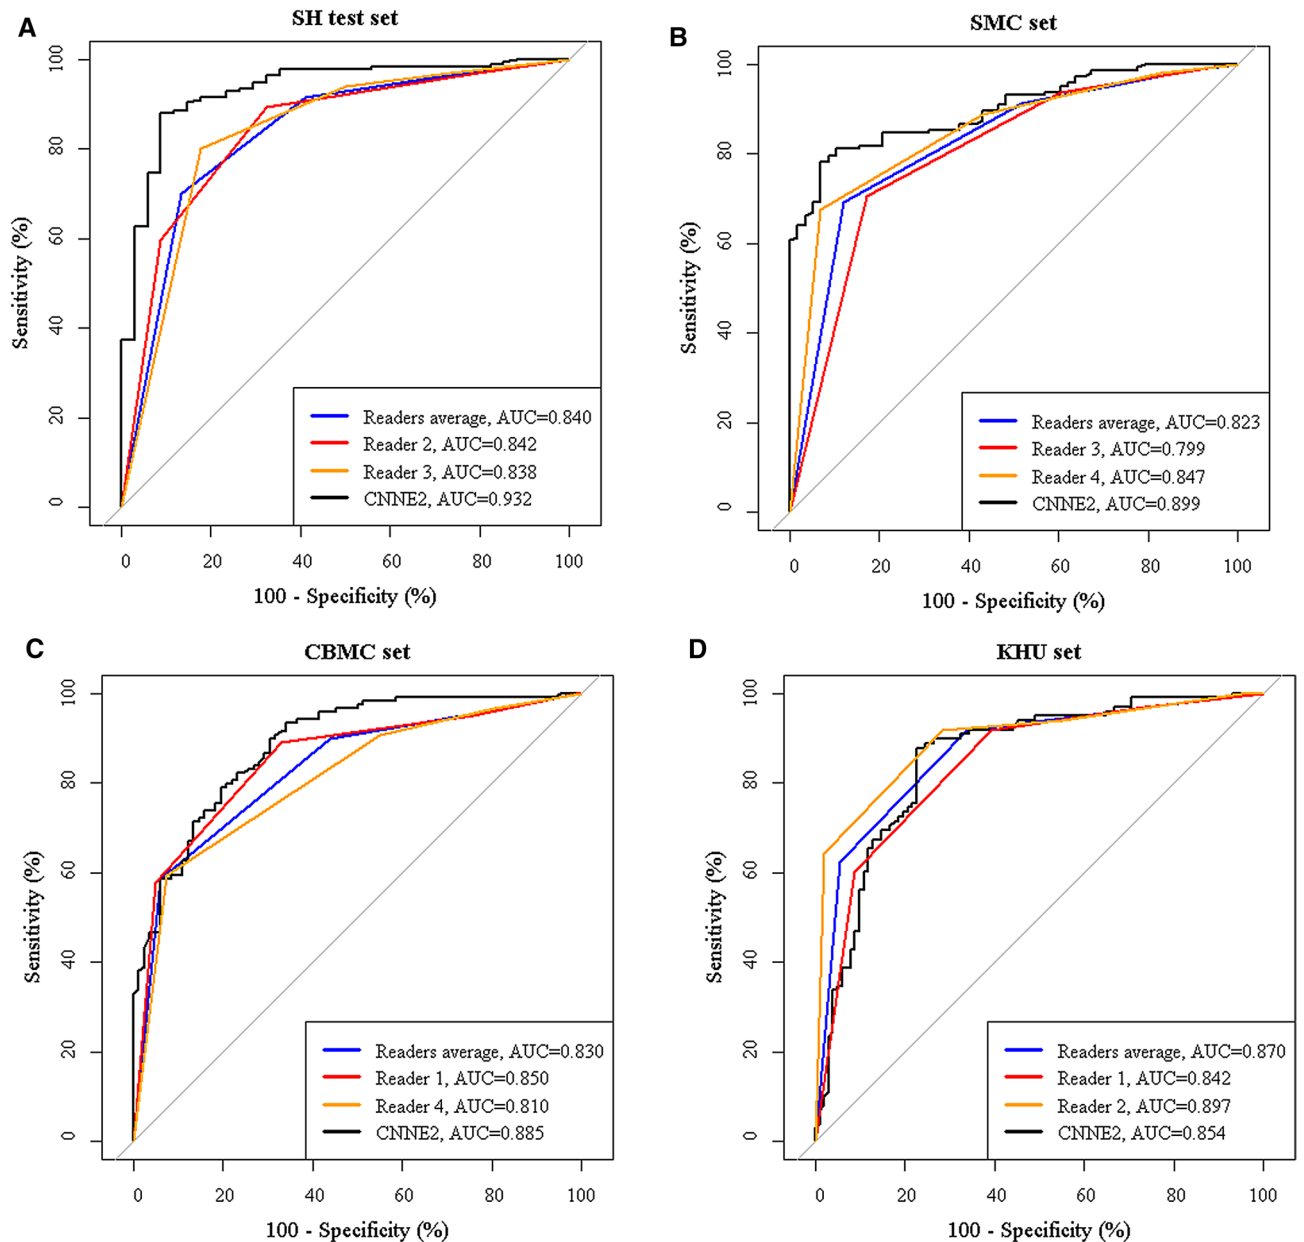 A
SH test set
Sensitivity (%)
100
80
60
40
20
0
Readers average, AUC=0.840
Reader 2, AUC=0.842
Reader 3, AUC=0.838
CNNE2, AUC=0.932
0 20 40 60 80 100
100 - Specificity (%)
B
SMC set
Sensitivity (%)
100
80
60
40
20
0
Readers average, AUC=0.823
Reader 3, AUC=0.799
Reader 4, AUC=0.847
CNNE2, AUC=0.899
0 20 40 60 80 100
100 - Specificity (%)
C
CBMC set
Sensitivity (%)
100
80
60
40
20
0
Readers average, AUC=0.830
Reader 1, AUC=0.850
Reader 4, AUC=0.810
CNNE2, AUC=0.885
0 20 40 60 80 100
100 - Specificity (%)
D
KHU set
Sensitivity (%)
100
80
60
40
20
0
Readers average, AUC=0.870
Reader 1, AUC=0.842
Reader 2, AUC=0.897
CNNE2, AUC=0.854
0 20 40 60 80 100
100 - Specificity (%)